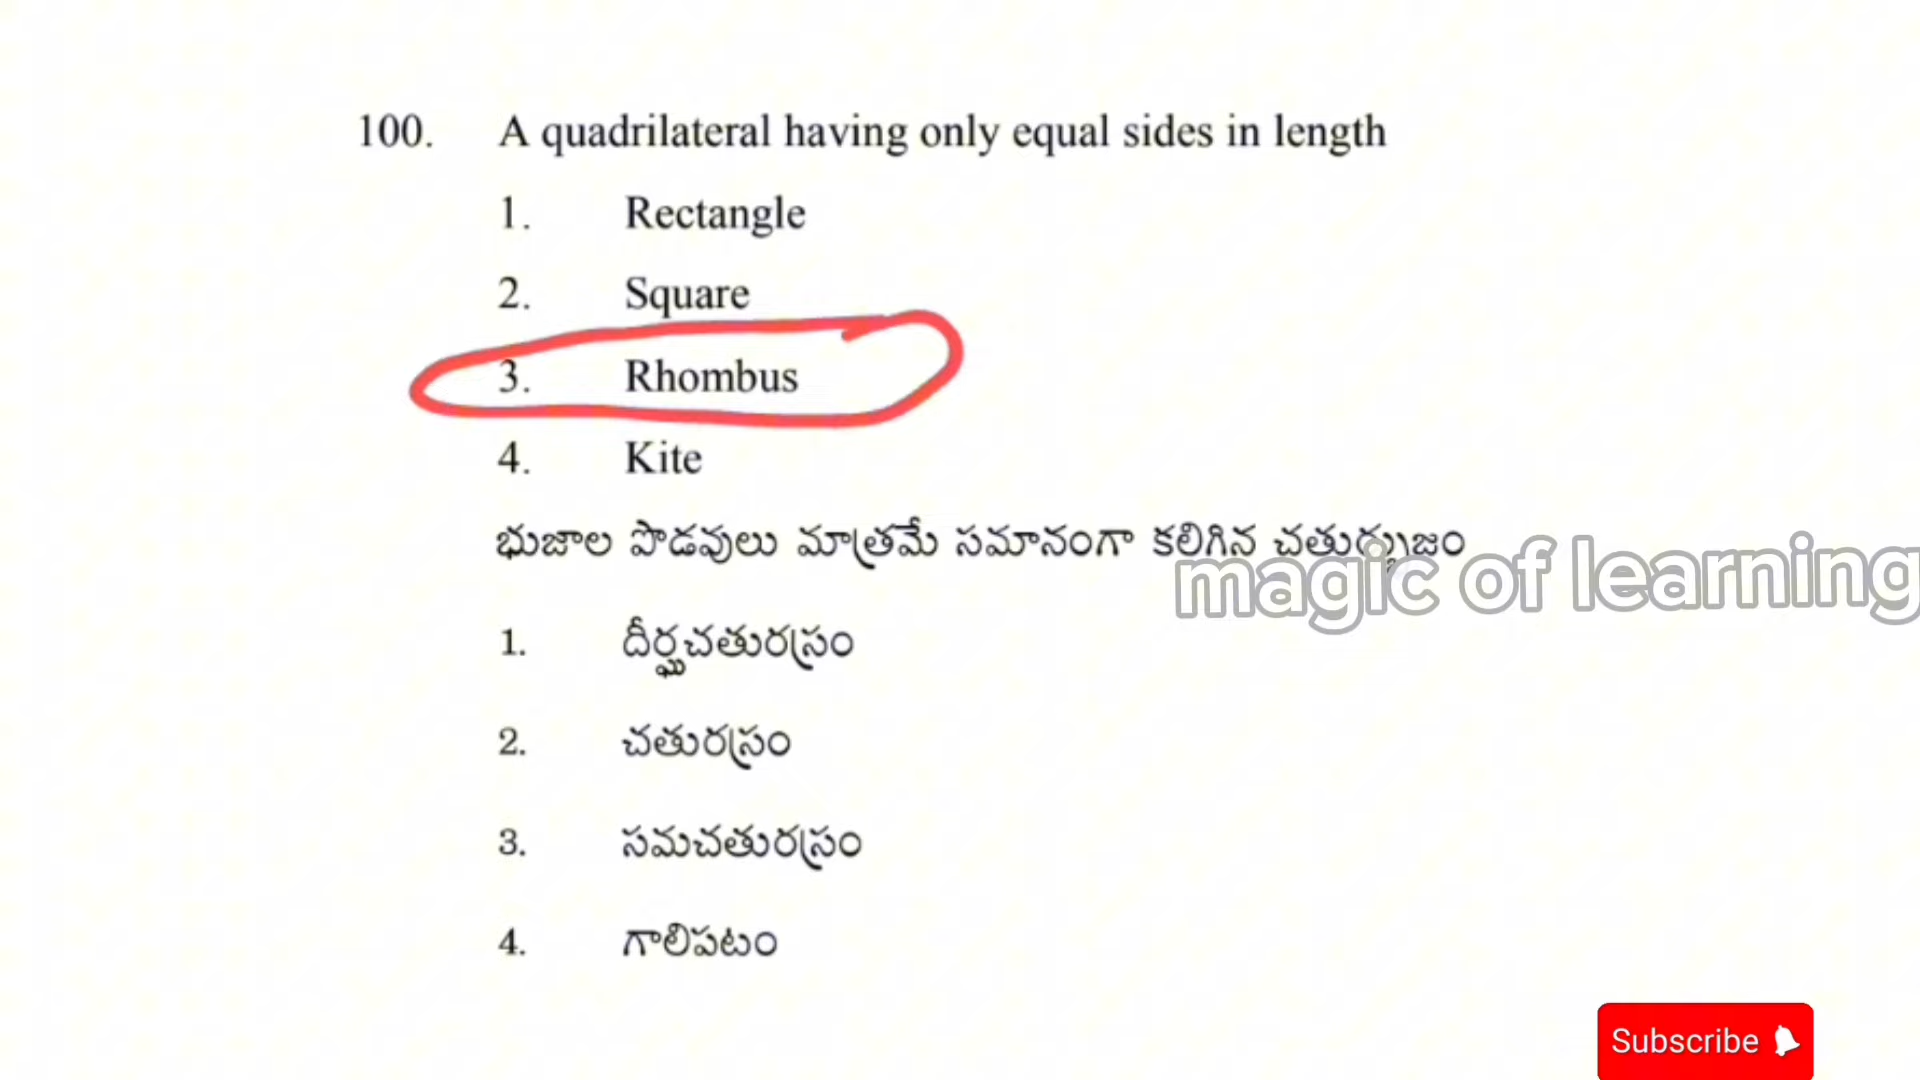 100. A quadrilateral having only equal sides in length
1. Rectangle
2. Square
3. Rhombus
4. Kite
భుజాల పొడవులు మాత్రమే సమానంగా కలిగిన చతుర్భుజం
magic of learning
1. దీర్ఘచతురస్రం
2. చతురస్రం
3. సమచతురస్రం
4. గాలిపటం
Subscribe